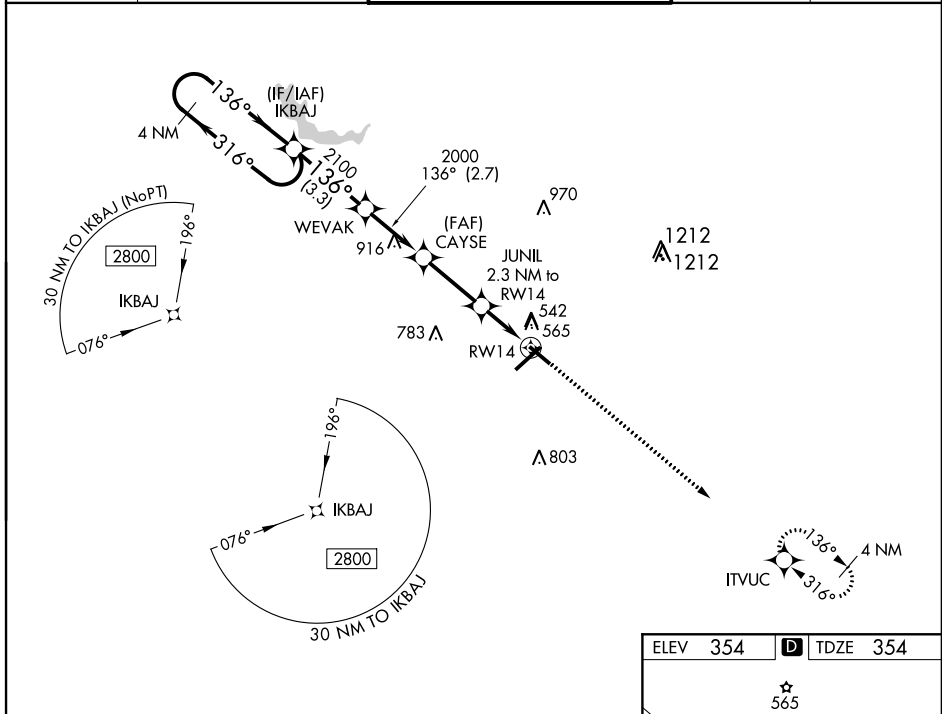 136°
(IF/IAF)
IKBAJ
4 NM
316°
2100
136°
(3.3)
2000
136° (2.7)
WEVAK
970
916
(FAF)
CAYSE
1212
1212
JUNIL
2.3 NM to
RW14
542
565
783
RW14
30 NM TO IKBAJ (NoPT)
2800
196°
IKBAJ
076°
803
196°
IKBAJ
076°
2800
30 NM TO IKBAJ
136°
4 NM
ITVUC
316°
ELEV 354 D TDZE 354
565